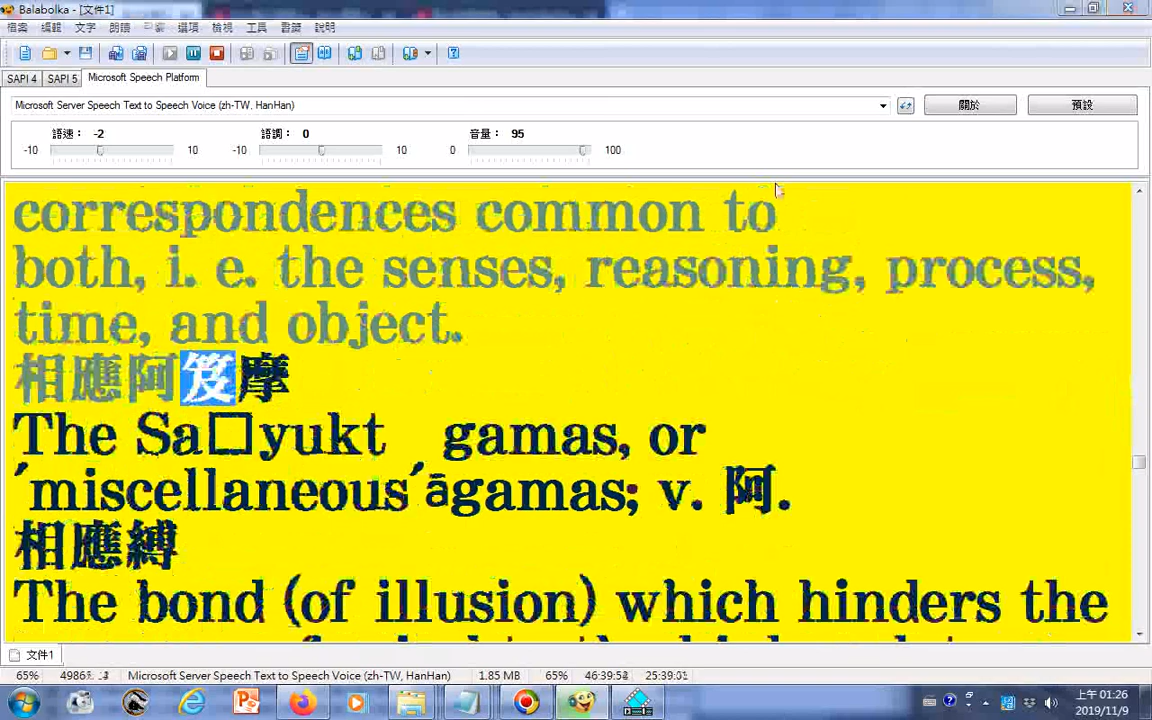 Balabolka - [文件1]
檔案 編輯 文字 朗讀 選項 檢視 工具 書籤 說明
SAPI 4 SAPI 5 Microsoft Speech Platform
Microsoft Server Speech Text to Speech Voice (zh-TW, HanHan) 關於 預設
語速： -2 語調： 0 音量： 95
-10 10 -10 10 0 100
correspondences common to
both, i. e. the senses, reasoning, process,
time, and object.
相應阿笈摩
The Sa□yukt gamas, or
´miscellaneous´āgamas; v. 阿.
相應縛
The bond (of illusion) which hinders the
文件1
65% Microsoft Server Speech Text to Speech Voice (zh-TW, HanHan) 1.85 MB 65% 46:39:54 25:39:01
上午 01:26
2019/11/9